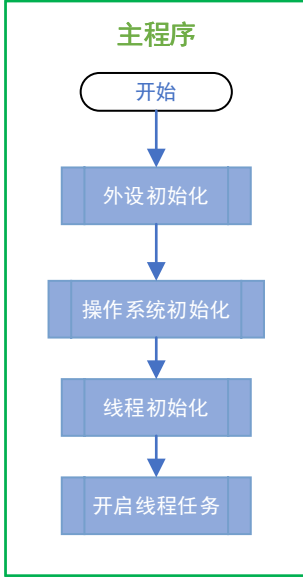 主程序
开始
外设初始化
操作系统初始化
线程初始化
开启线程任务